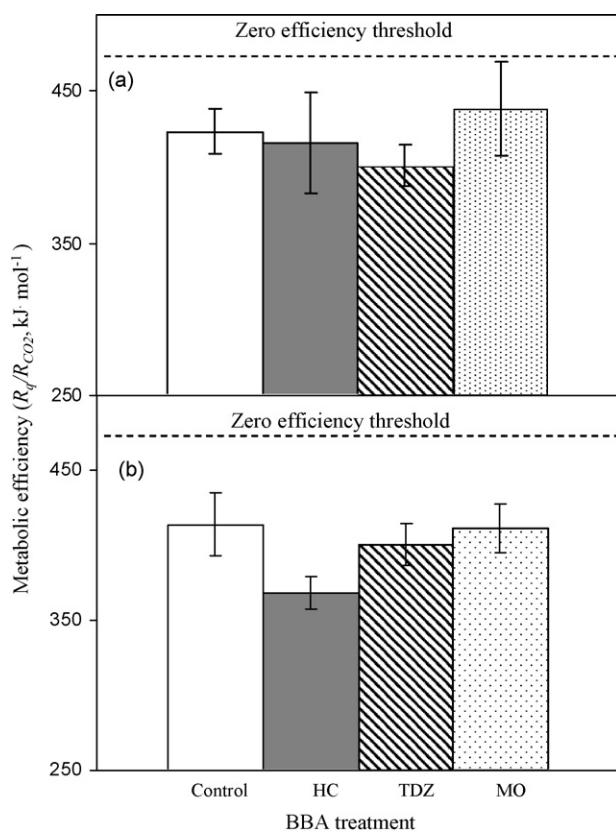 Zero efficiency threshold
(a)
450
350
250
Zero efficiency threshold
(b)
450
350
250
Metabolic efficiency (Rq/RCO2, kJ· mol-1 )
Control HC TDZ MO
BBA treatment